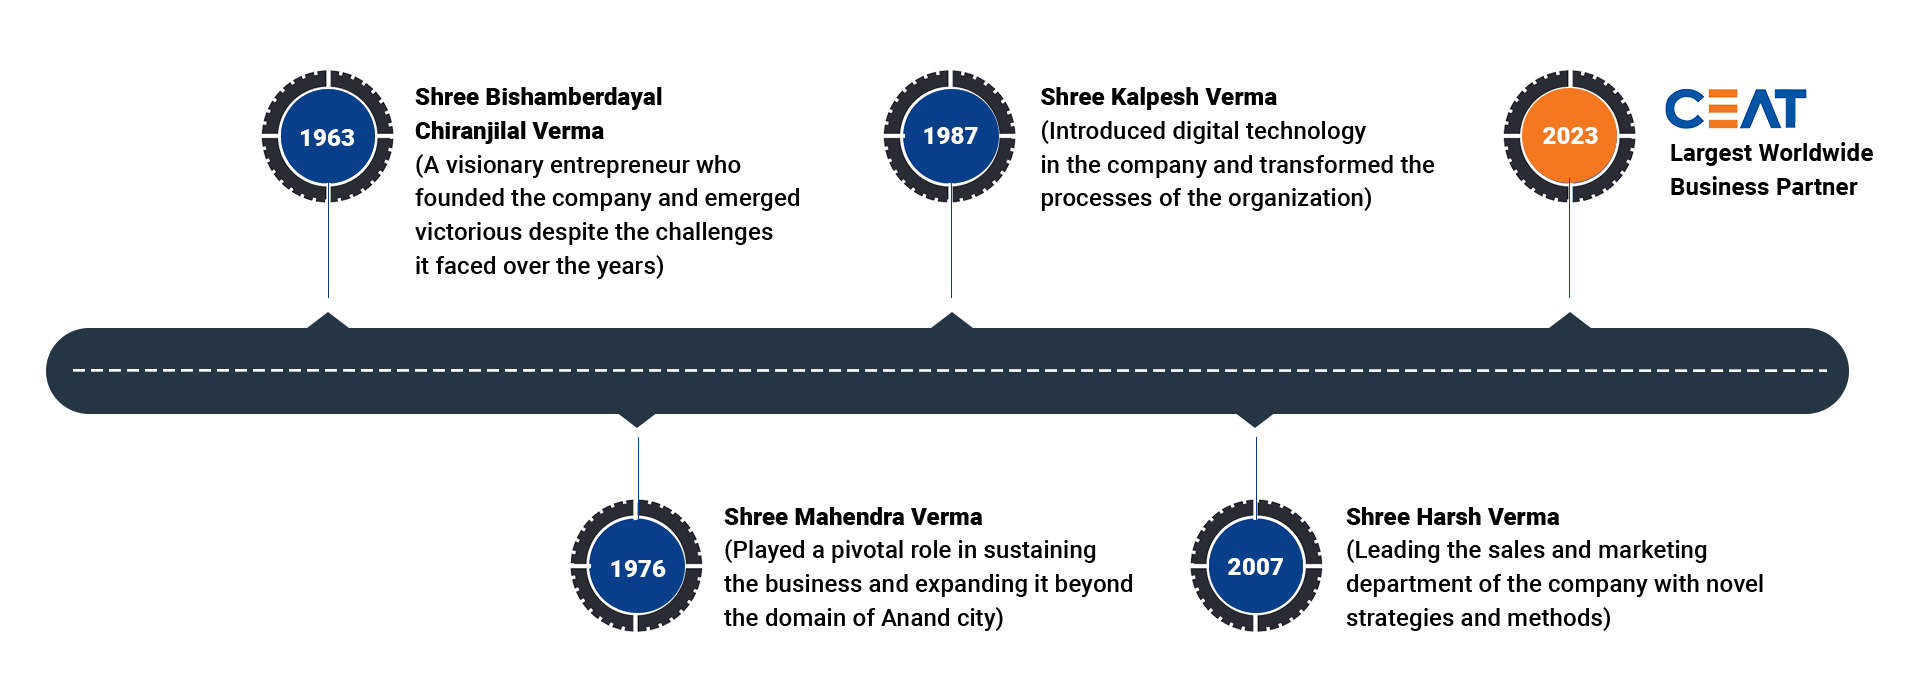 1963
Shree Bishamberdayal
Chiranjilal Verma
(A visionary entrepreneur who
founded the company and emerged
victorious despite the challenges
it faced over the years)
1987
Shree Kalpesh Verma
(Introduced digital technology
in the company and transformed the
processes of the organization)
2023
CEAT
Largest Worldwide
Business Partner
1976
Shree Mahendra Verma
(Played a pivotal role in sustaining
the business and expanding it beyond
the domain of Anand city)
2007
Shree Harsh Verma
(Leading the sales and marketing
department of the company with novel
strategies and methods)